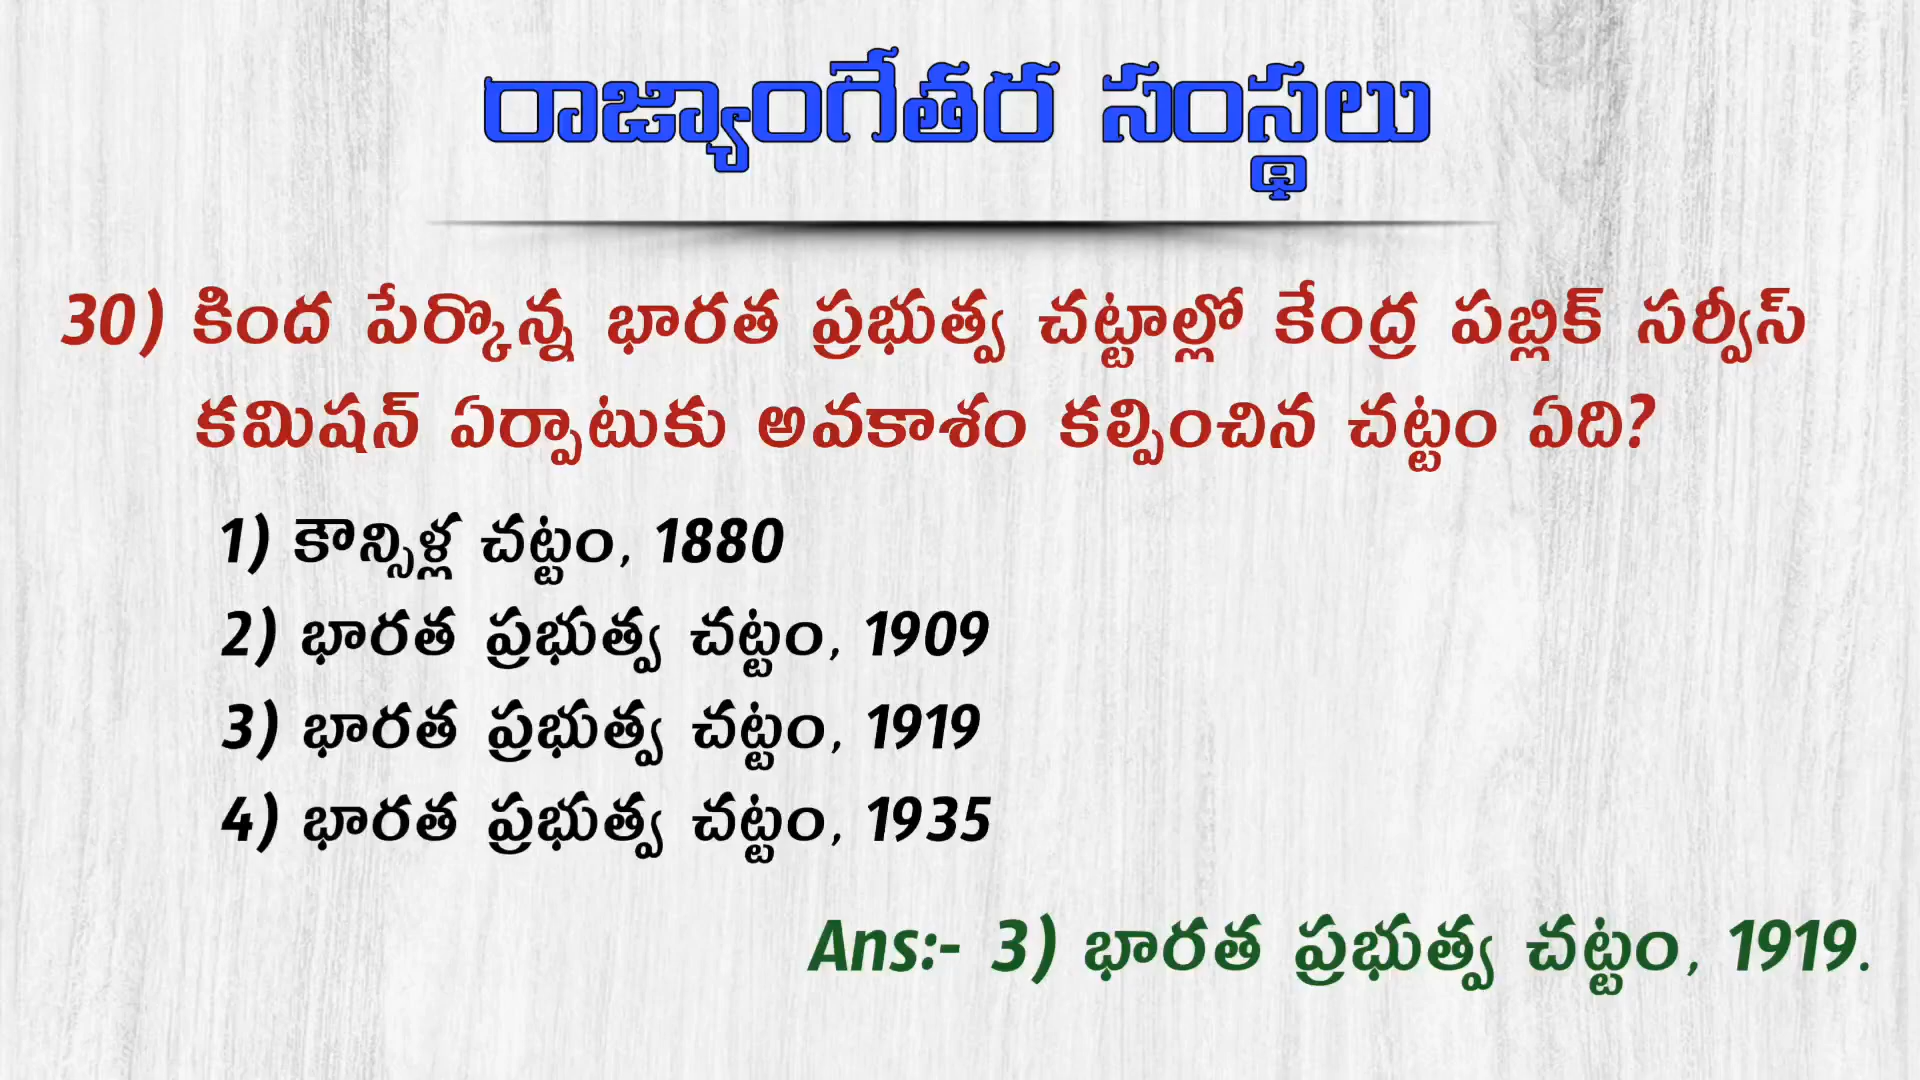 రాజ్యాంగేతర సంస్థలు
30) కింద పేర్కొన్న భారత ప్రభుత్వ చట్టాల్లో కేంద్ర పబ్లిక్ సర్వీస్
కమిషన్ ఏర్పాటుకు అవకాశం కల్పించిన చట్టం ఏది?
1) కౌన్సిళ్ల చట్టం, 1880
2) భారత ప్రభుత్వ చట్టం, 1909
3) భారత ప్రభుత్వ చట్టం, 1919
4) భారత ప్రభుత్వ చట్టం, 1935
Ans:- 3) భారత ప్రభుత్వ చట్టం, 1919.